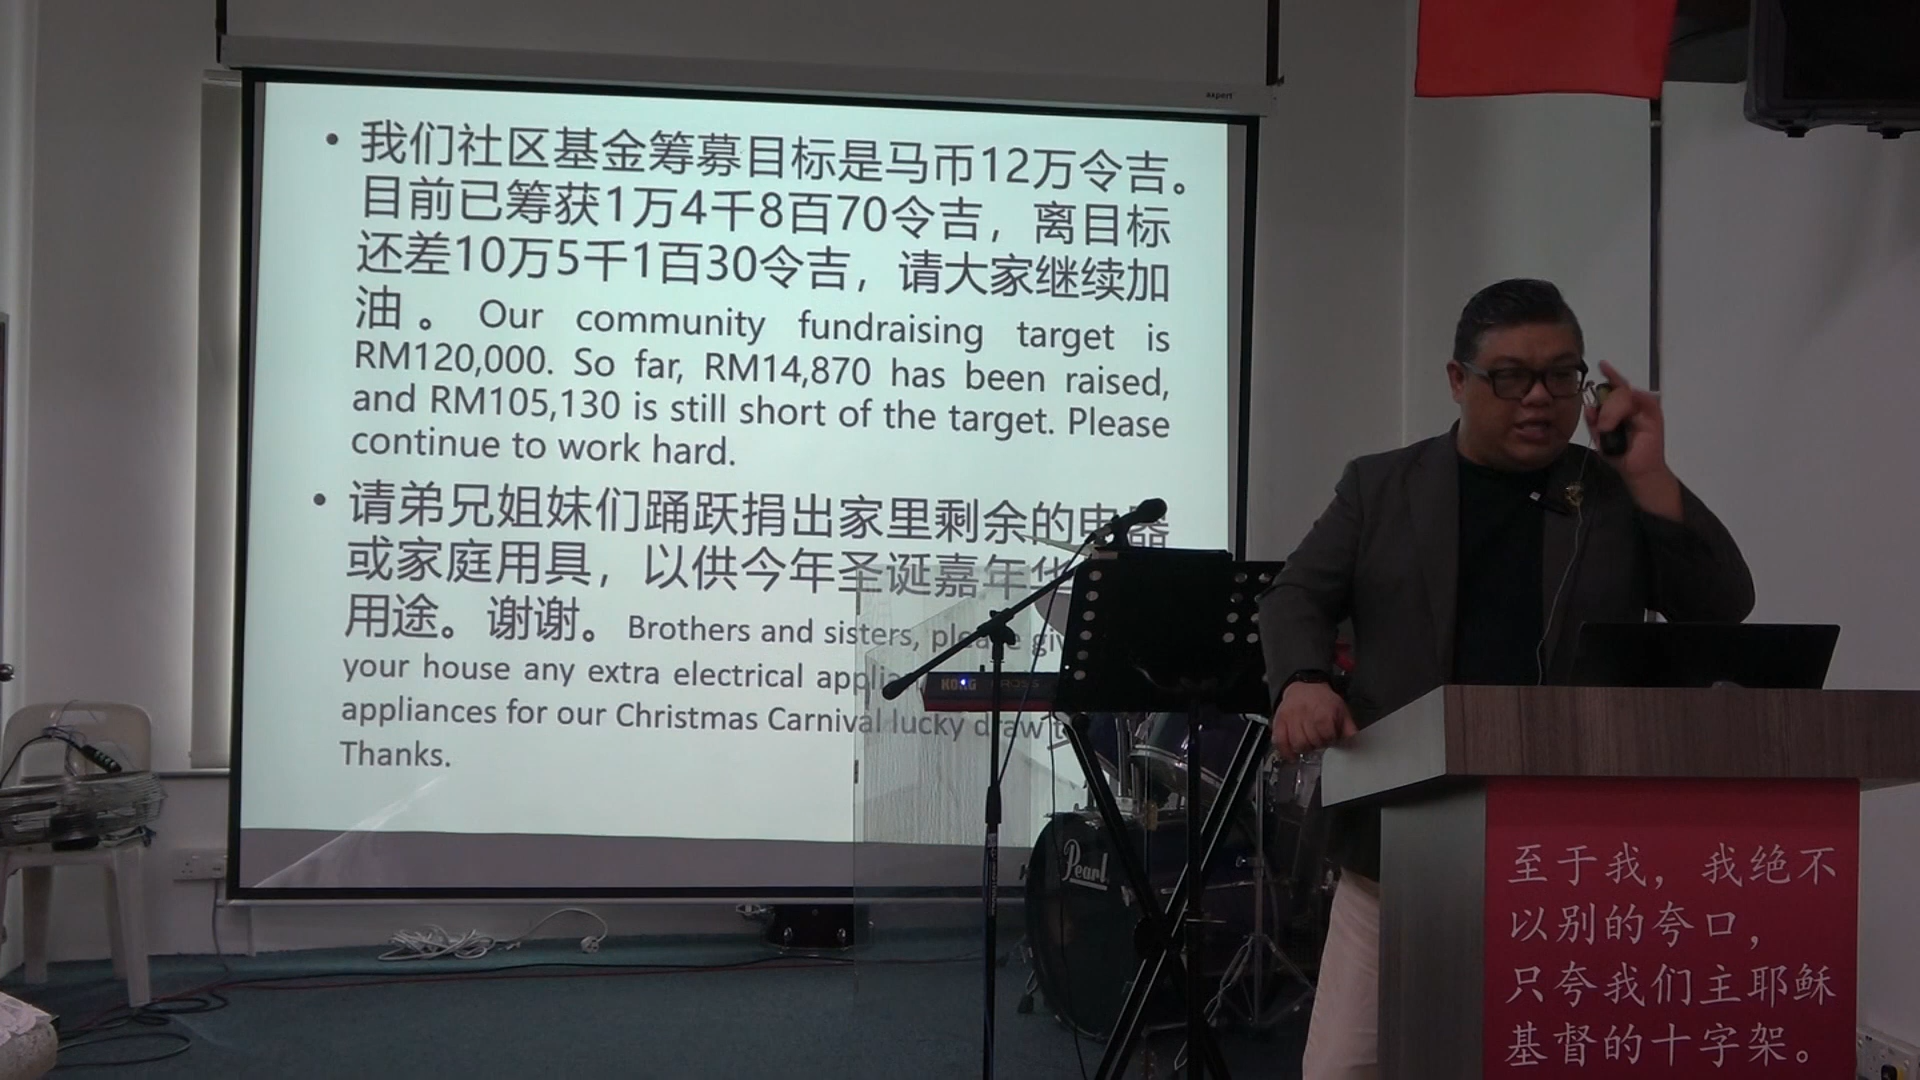 expert
• 我们社区基金筹募目标是马币12万令吉。
目前已筹获1万4千8百70令吉，离目标
还差10万5千1百30令吉，请大家继续加
油。Our community fundraising target is
RM120,000. So far, RM14,870 has been raised,
and RM105,130 is still short of the target. Please
continue to work hard.
• 请弟兄姐妹们踊跃捐出家里剩余的电器
或家庭用具，以供今年圣诞嘉年华
用途。谢谢。Brothers and sisters, please
your house any extra electrical
appliances for our Christmas Carnival lucky draw
Thanks.
KORG KROSS
Pearl
至于我，我绝不
以别的夸口，
只夸我们主耶稣
基督的十字架。